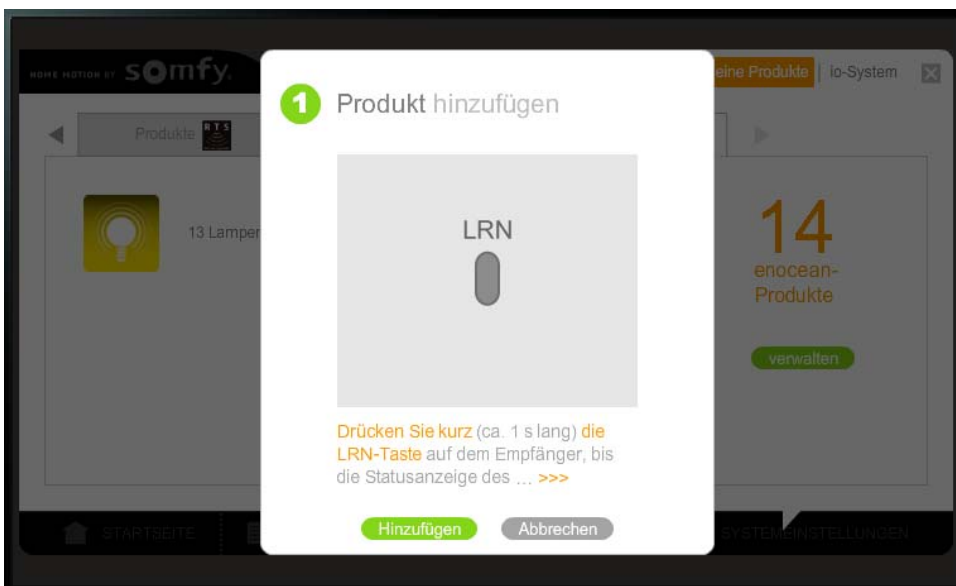 HOME MOTION BY somfy.
eine Produkte | io-System
Produkte RTS
13 Lampen
14
enocean-
Produkte
verwalten
1 Produkt hinzufügen
LRN
Drücken Sie kurz (ca. 1 s lang) die
LRN-Taste auf dem Empfänger, bis
die Statusanzeige des ... >>>
Hinzufügen Abbrechen
STARTSEITE
SYSTEMEINSTELLUNGEN